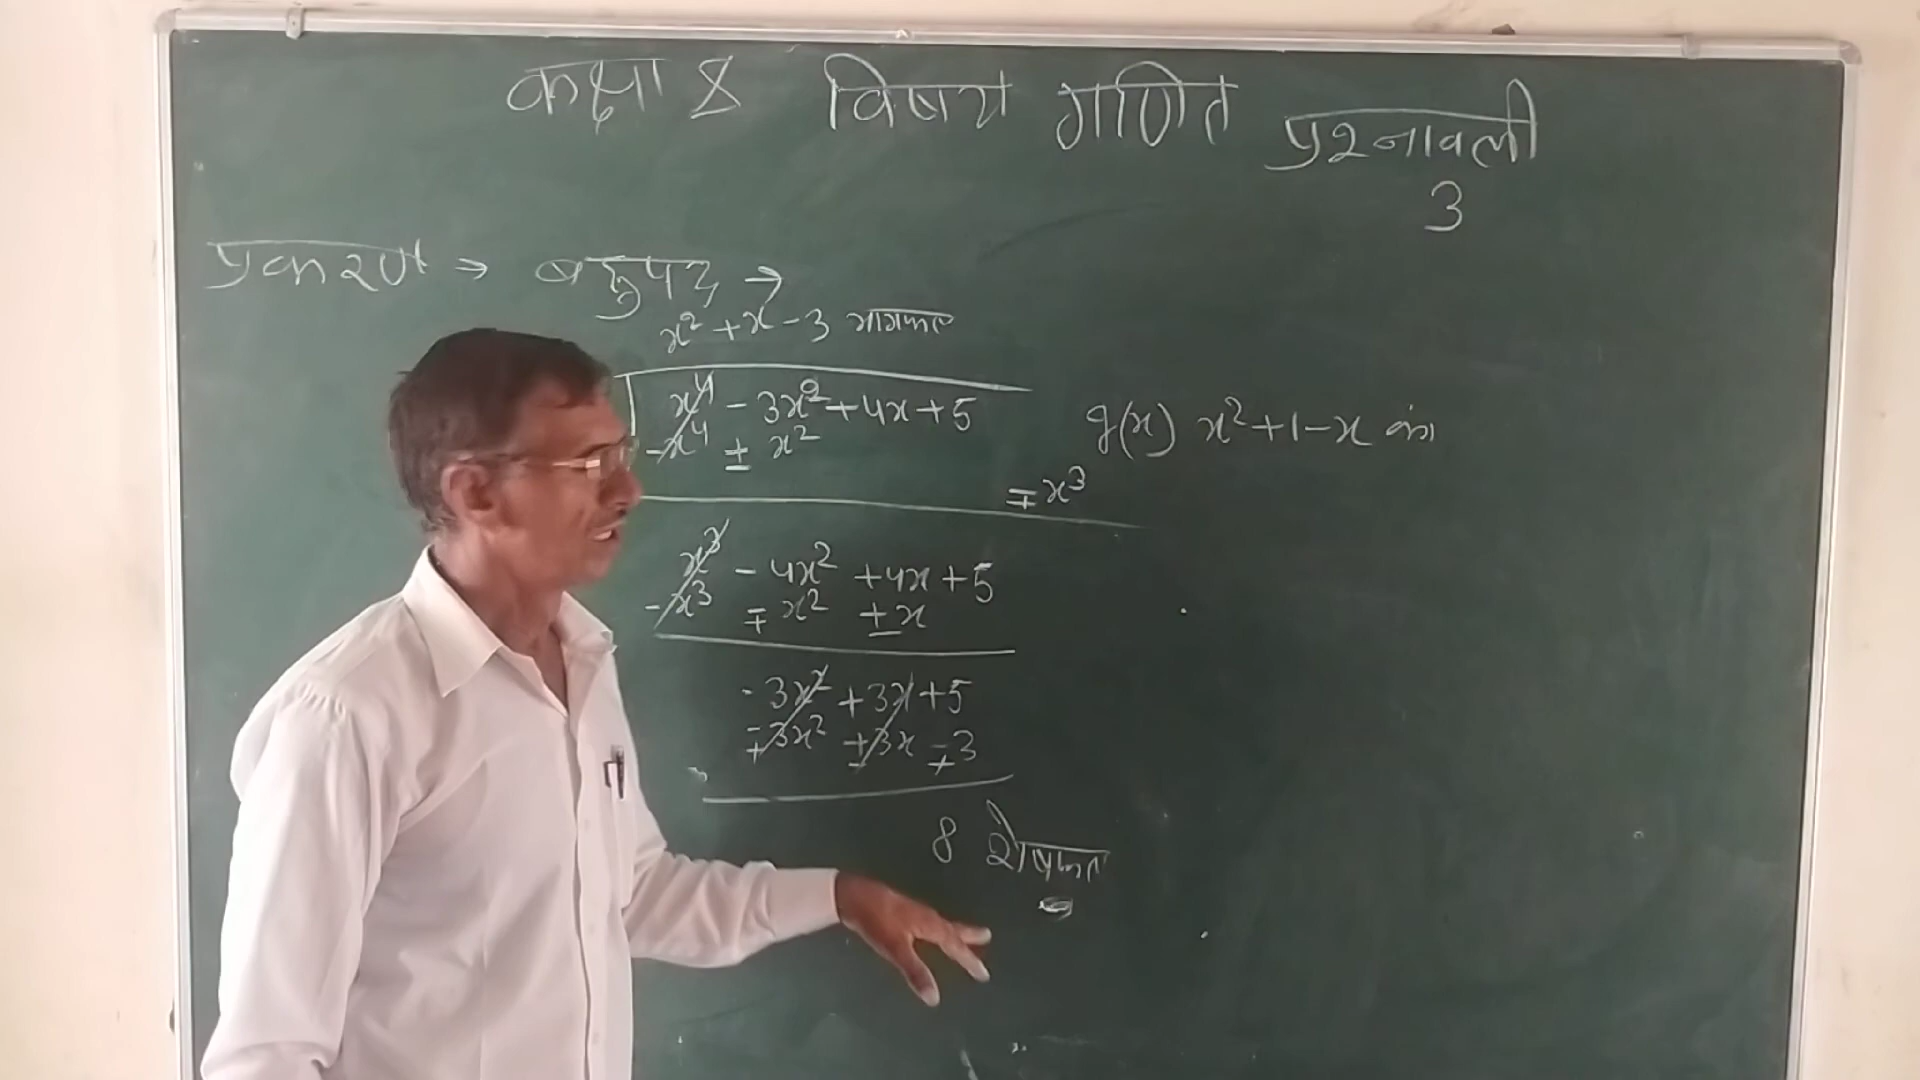 कक्षा 8 विषय गणित प्रश्नावली
3
प्रकरण → बहुपद →
x² + x - 3 भागफल
x⁴ - 3x² + 4x + 5
g(x) x² + 1 - x का
- x⁴ ± x²
∓ x³
x³ - 4x² + 4x + 5
- x³ ∓ x² ± x
- 3x² + 3x + 5
∓ 3x² ± 3x ∓ 3
8 शेषफल